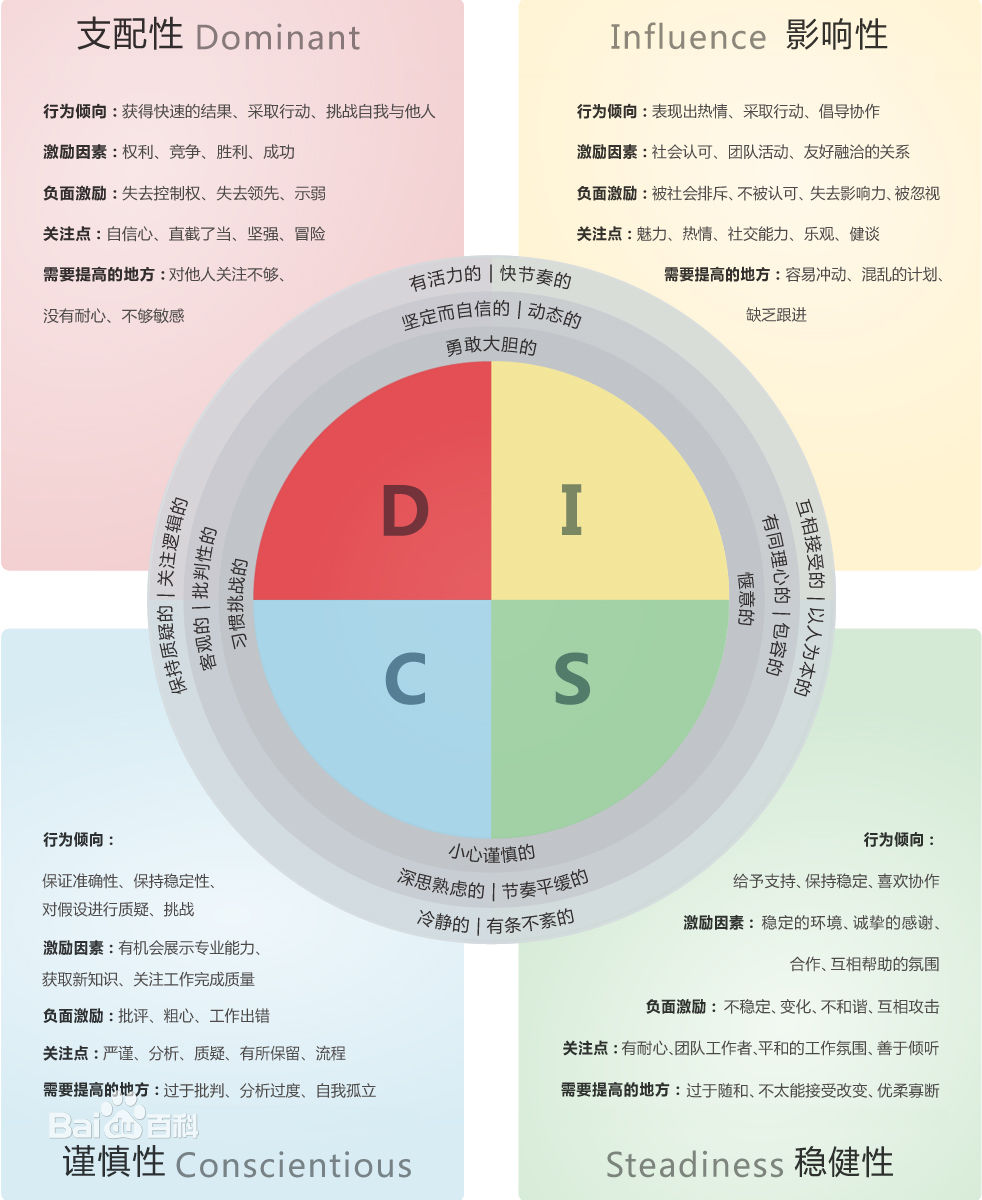 支配性 Dominant
行为倾向：获得快速的结果、采取行动、挑战自我与他人
激励因素：权利、竞争、胜利、成功
负面激励：失去控制权、失去领先、示弱
关注点：自信心、直截了当、坚强、冒险
需要提高的地方：对他人关注不够、
没有耐心、不够敏感
Influence 影响性
行为倾向：表现出热情、采取行动、倡导协作
激励因素：社会认可、团队活动、友好融洽的关系
负面激励：被社会排斥、不被认可、失去影响力、被忽视
关注点：魅力、热情、社交能力、乐观、健谈
需要提高的地方：容易冲动、混乱的计划、
缺乏跟进
有活力的 | 快节奏的
坚定而自信的 | 动态的
勇敢大胆的
保持质疑的 | 关注逻辑的
客观的 | 批判性的
习惯挑战的
D
I
C
S
惬意的
有同理心的 | 包容的
互相接受的 | 以人为本的
小心谨慎的
深思熟虑的 | 节奏平缓的
冷静的 | 有条不紊的
行为倾向：
保证准确性、保持稳定性、
对假设进行质疑、挑战
激励因素：有机会展示专业能力、
获取新知识、关注工作完成质量
负面激励：批评、粗心、工作出错
关注点：严谨、分析、质疑、有所保留、流程
需要提高的地方：过于批判、分析过度、自我孤立
Bai du 百科
谨慎性 Conscientious
行为倾向：
给予支持、保持稳定、喜欢协作
激励因素：稳定的环境、诚挚的感谢、
合作、互相帮助的氛围
负面激励：不稳定、变化、不和谐、互相攻击
关注点：有耐心、团队工作者、平和的工作氛围、善于倾听
需要提高的地方：过于随和、不太能接受改变、优柔寡断
Steadiness 稳健性